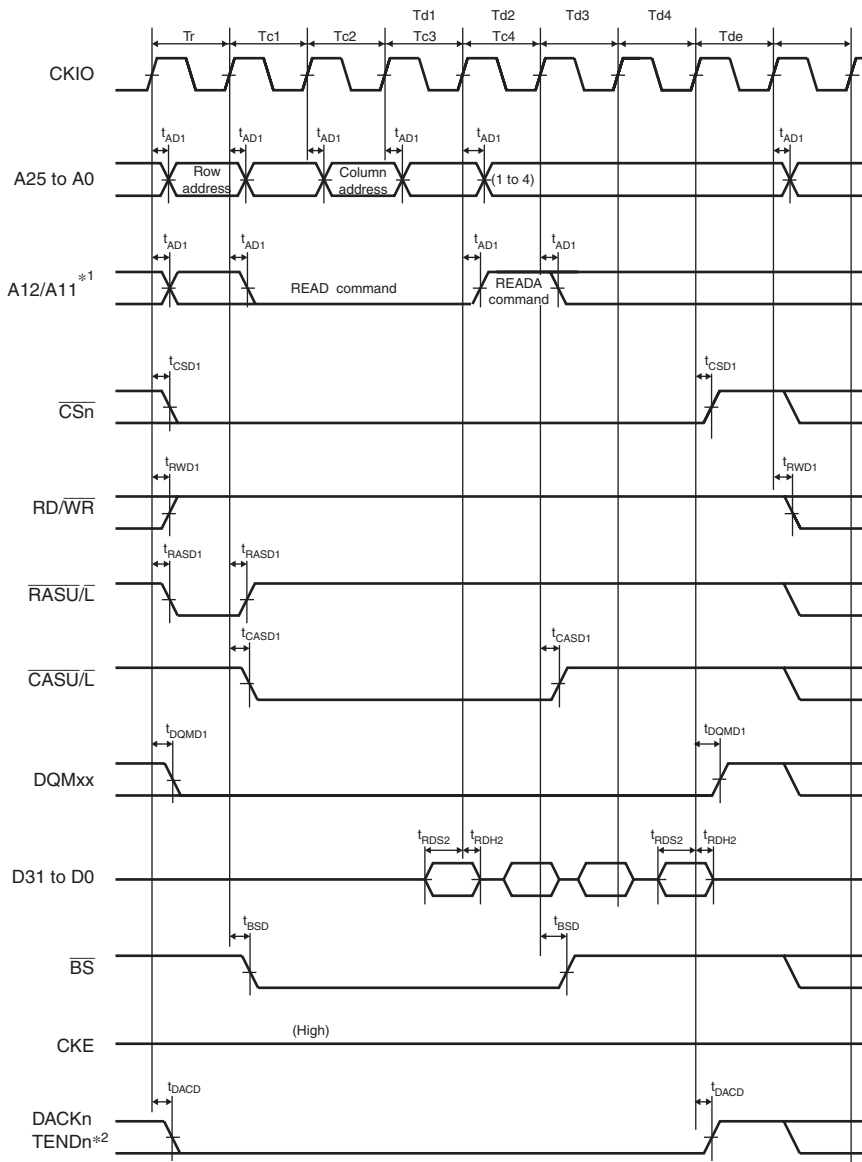 Td1 Td2 Td3 Td4
Tr Tc1 Tc2 Tc3 Tc4 Tde
CKIO
tAD1 tAD1 tAD1 tAD1 tAD1 tAD1
A25 to A0
Row
address
Column
address
(1 to 4)
tAD1 tAD1 tAD1 tAD1
A12/A11*1
READ command
READA
command
tCSD1 tCSD1
CSn
tRWD1 tRWD1
RD/WR
tRASD1 tRASD1
RASU/L
tCASD1 tCASD1
CASU/L
tDQMD1 tDQMD1
DQMxx
tRDS2 tRDH2 tRDS2 tRDH2
D31 to D0
tBSD tBSD
BS
(High)
CKE
tDACD tDACD
DACKn
TENDn*2